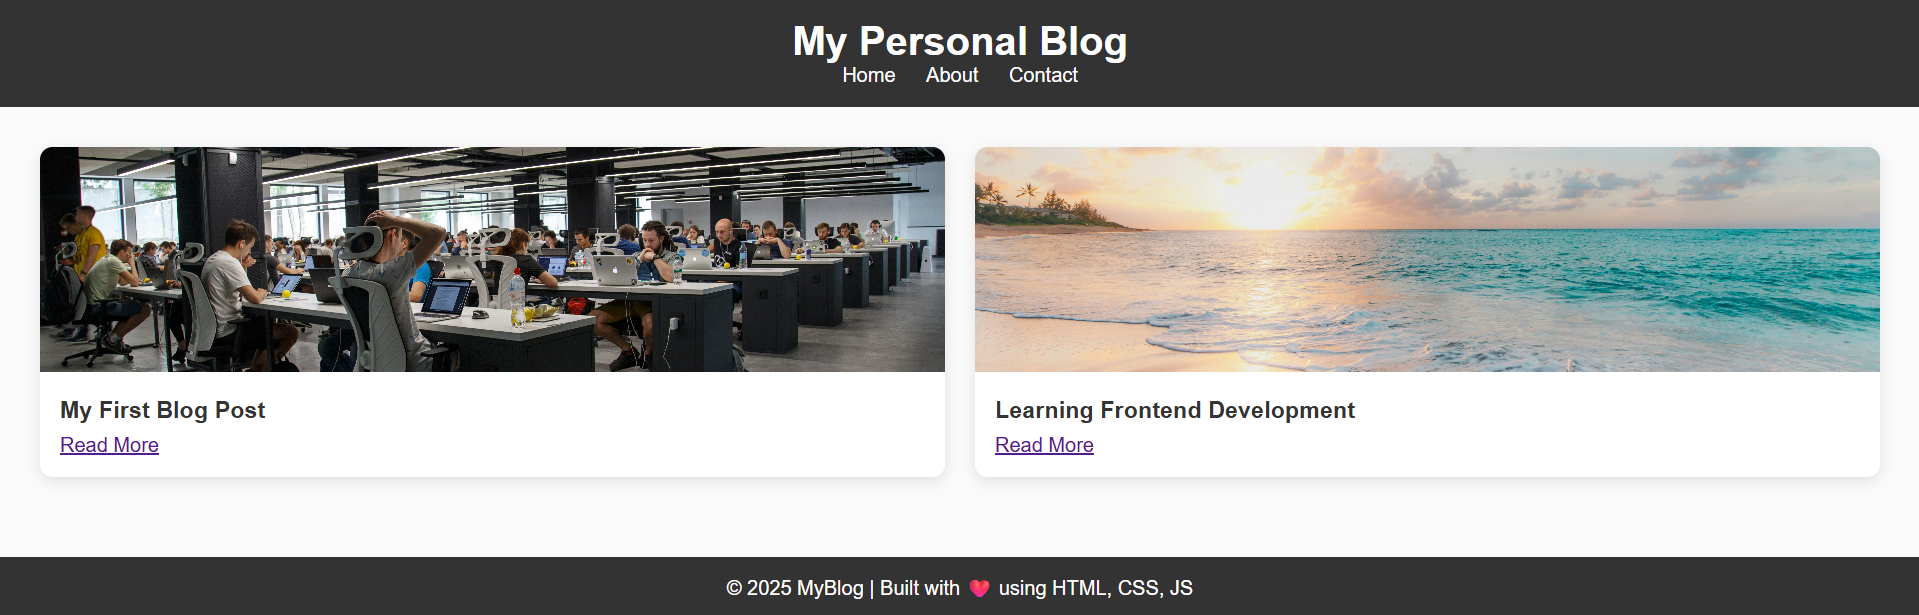 My Personal Blog
Home About Contact
My First Blog Post
Read More
Learning Frontend Development
Read More
© 2025 MyBlog | Built with ❤️ using HTML, CSS, JS